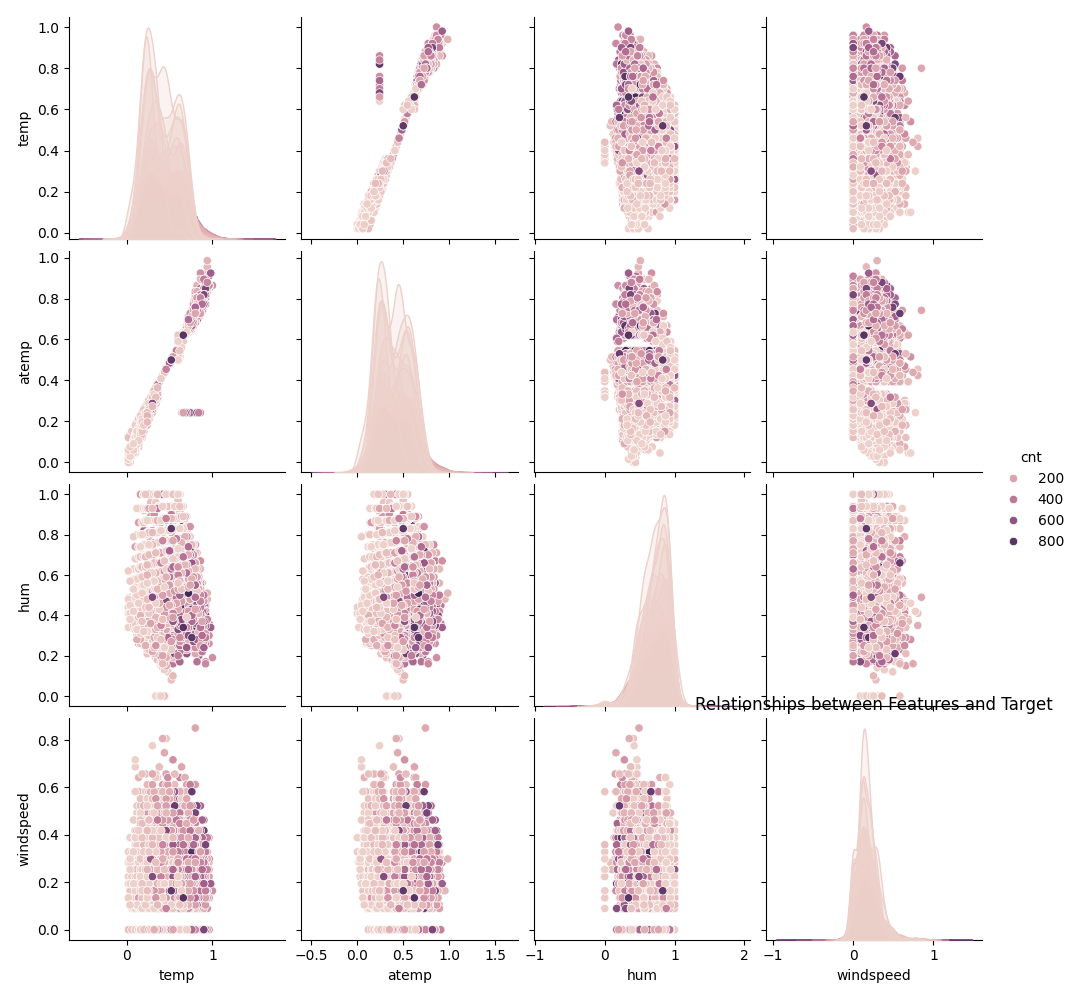 1.0
0.8
0.6
0.4
0.2
0.0
temp
1.0
0.8
0.6
0.4
0.2
0.0
atemp
cnt
200
400
600
800
1.0
0.8
0.6
0.4
0.2
0.0
hum
Relationships between Features and Target
0.8
0.6
0.4
0.2
0.0
windspeed
0 1
−0.5 0.0 0.5 1.0 1.5
−1 0 1 2
−1 0 1
temp atemp hum windspeed